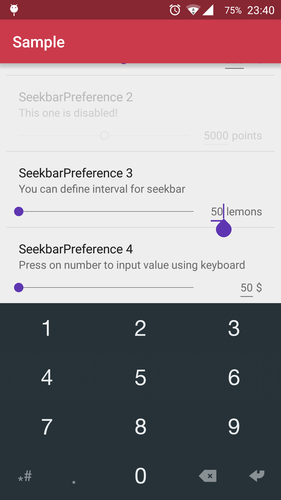 75% 23:40
Sample
SeekbarPreference 2
This one is disabled!
5000 points
SeekbarPreference 3
You can define interval for seekbar
50 lemons
SeekbarPreference 4
Press on number to input value using keyboard
50 $
1 2 3
4 5 6
7 8 9
*# . 0